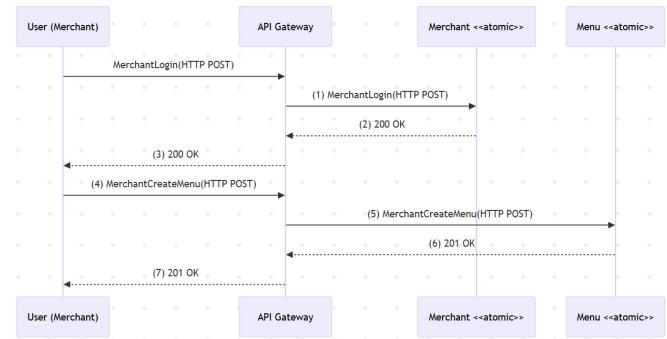 User (Merchant)
API Gateway
Merchant <<atomic>>
Menu <<atomic>>
MerchantLogin(HTTP POST)
(1) MerchantLogin(HTTP POST)
(2) 200 OK
(3) 200 OK
(4) MerchantCreateMenu(HTTP POST)
(5) MerchantCreateMenu(HTTP POST)
(6) 201 OK
(7) 201 OK
User (Merchant)
API Gateway
Merchant <<atomic>>
Menu <<atomic>>